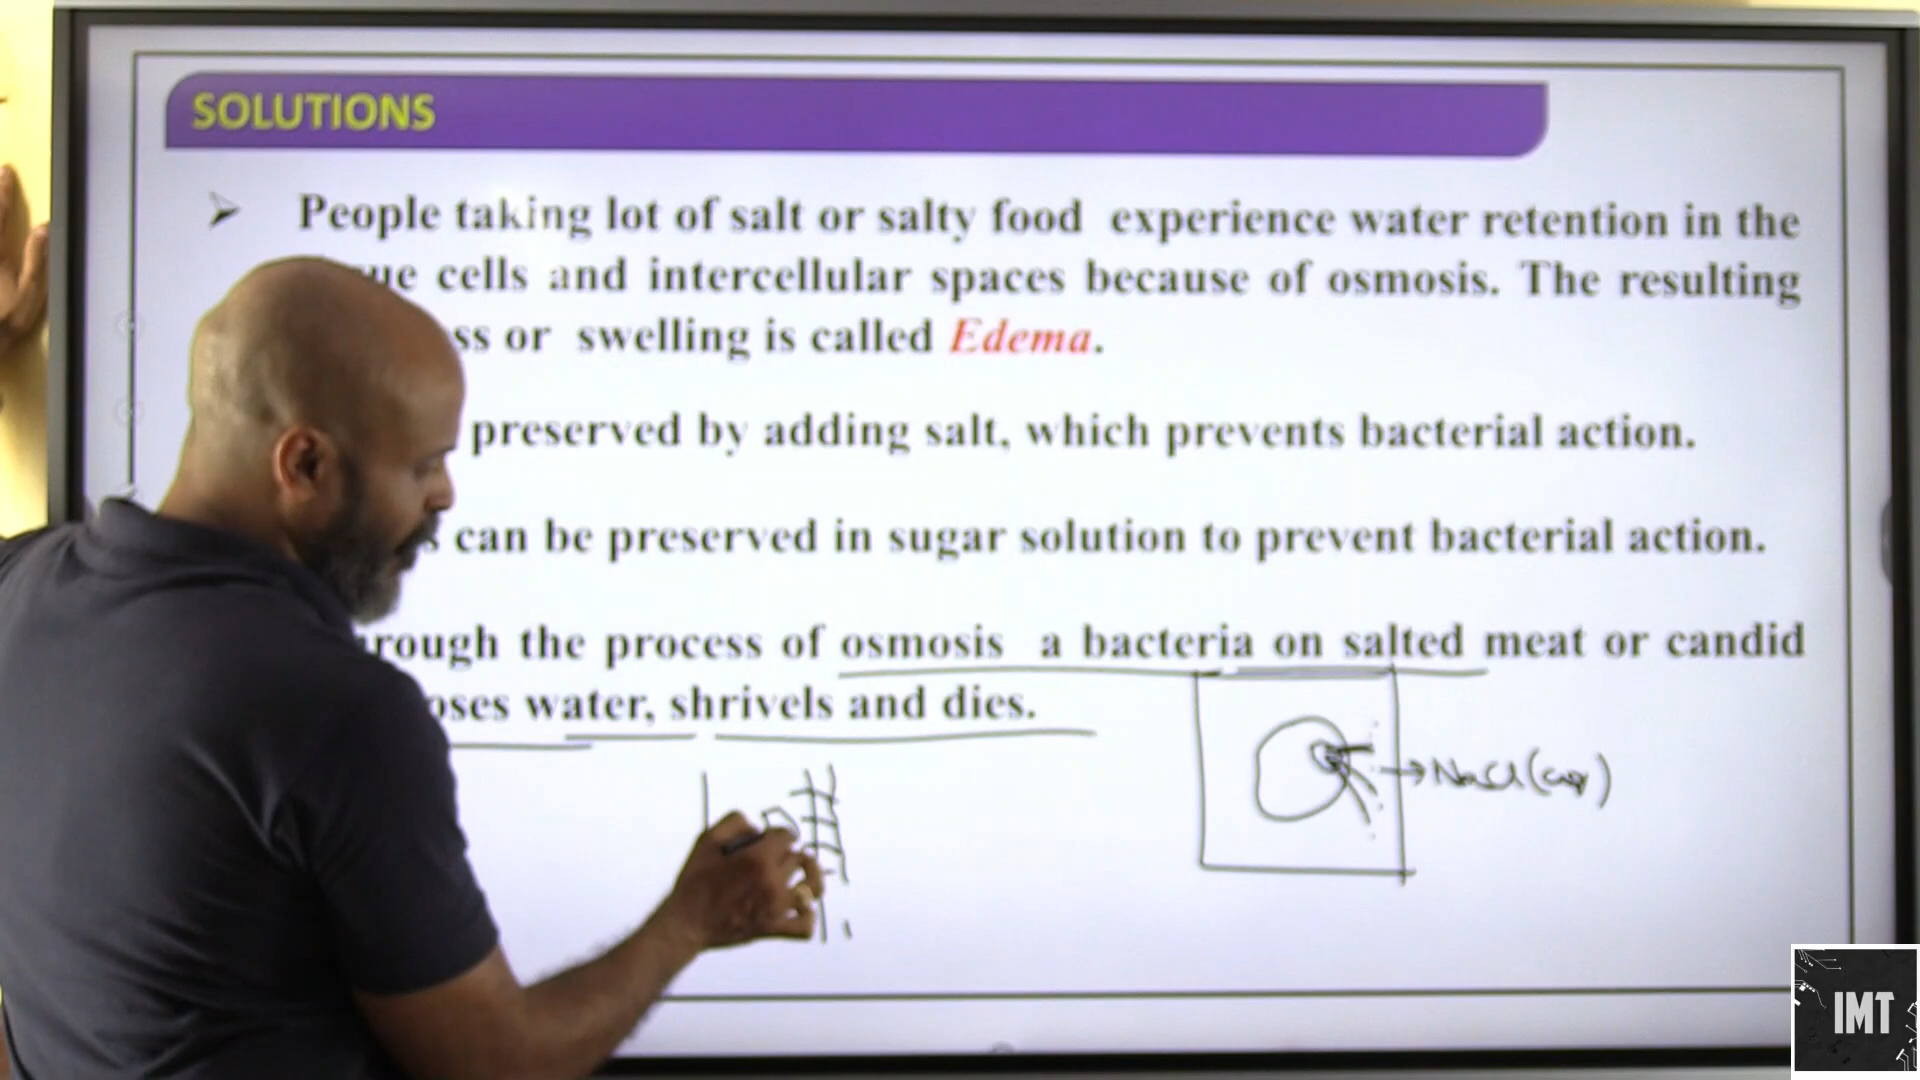 SOLUTIONS
➢ People taking lot of salt or salty food experience water retention in the
cells and intercellular spaces because of osmosis. The resulting
or swelling is called Edema.
preserved by adding salt, which prevents bacterial action.
can be preserved in sugar solution to prevent bacterial action.
the process of osmosis a bacteria on salted meat or candid
water, shrivels and dies.
→ NaCl (aq)
IMT